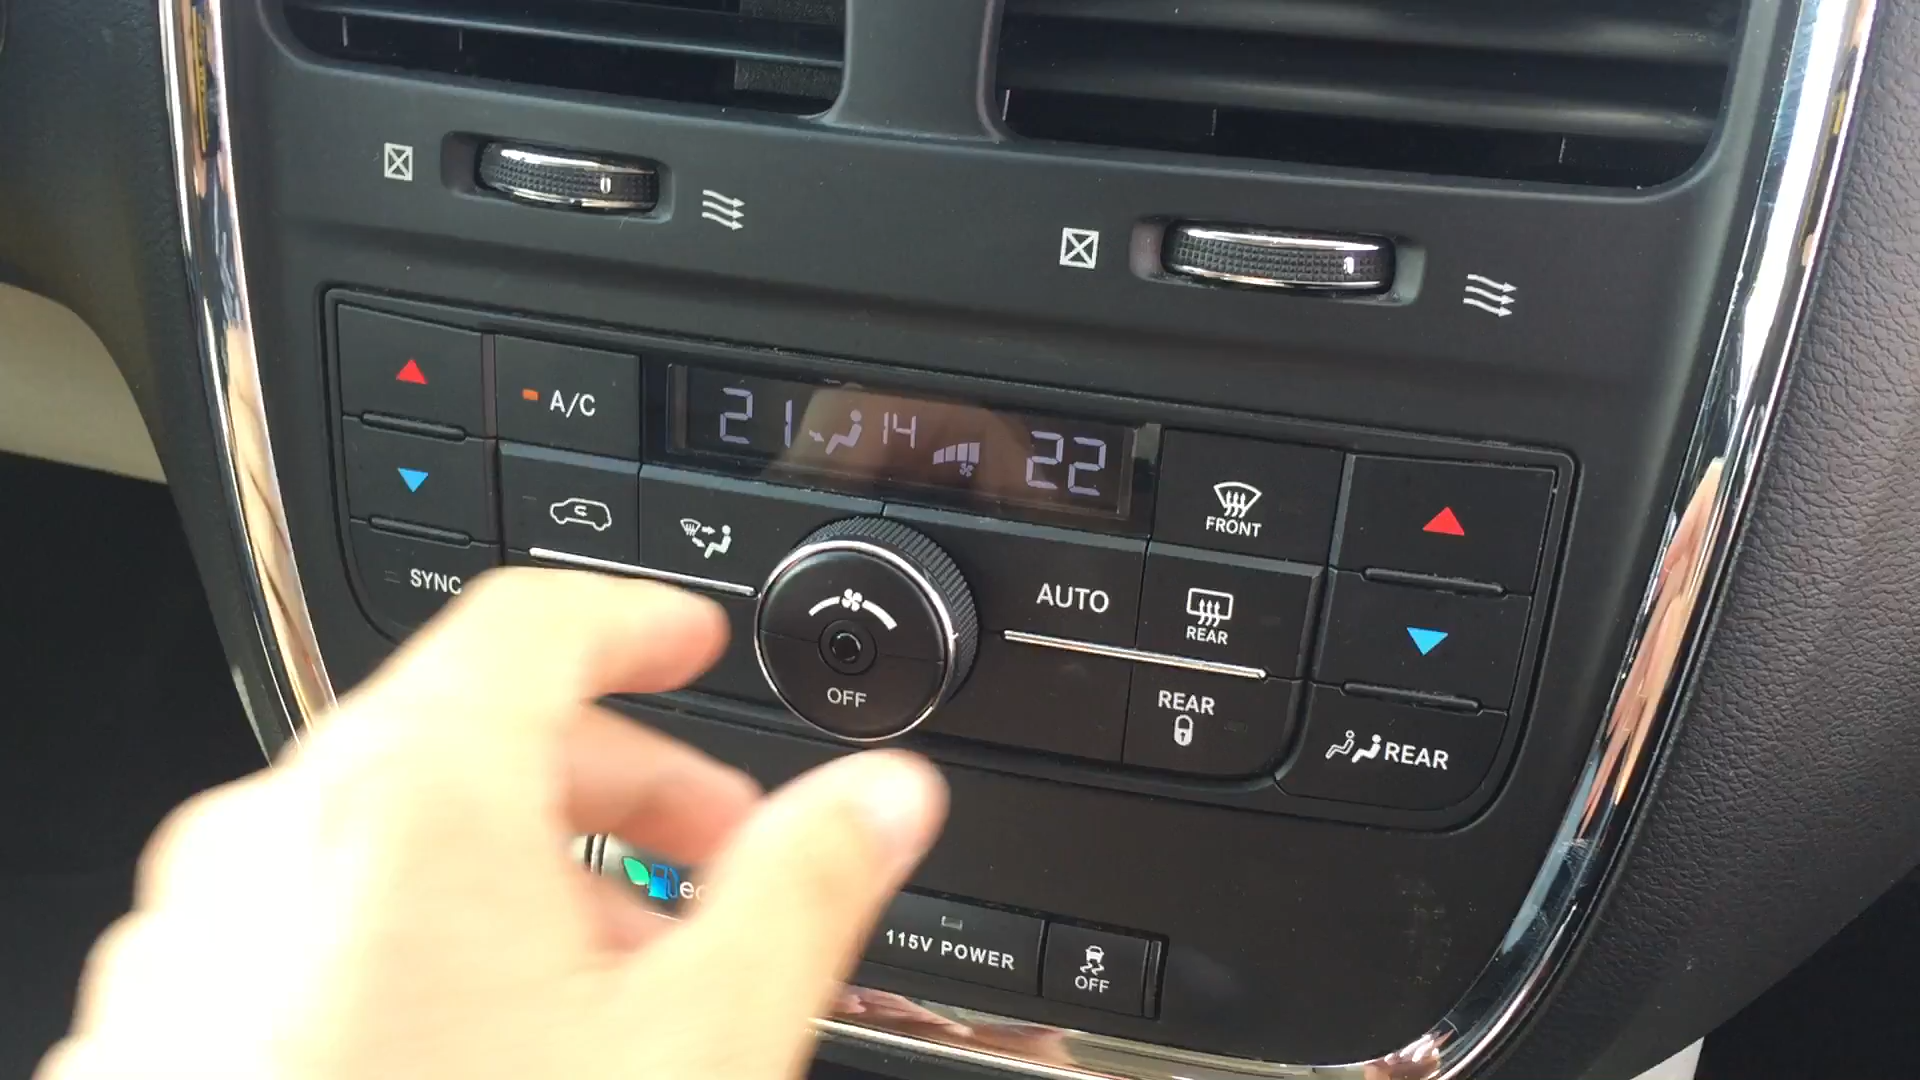 A/C
21 14 22
FRONT
SYNC
AUTO
REAR
OFF
REAR
REAR
115V POWER
OFF